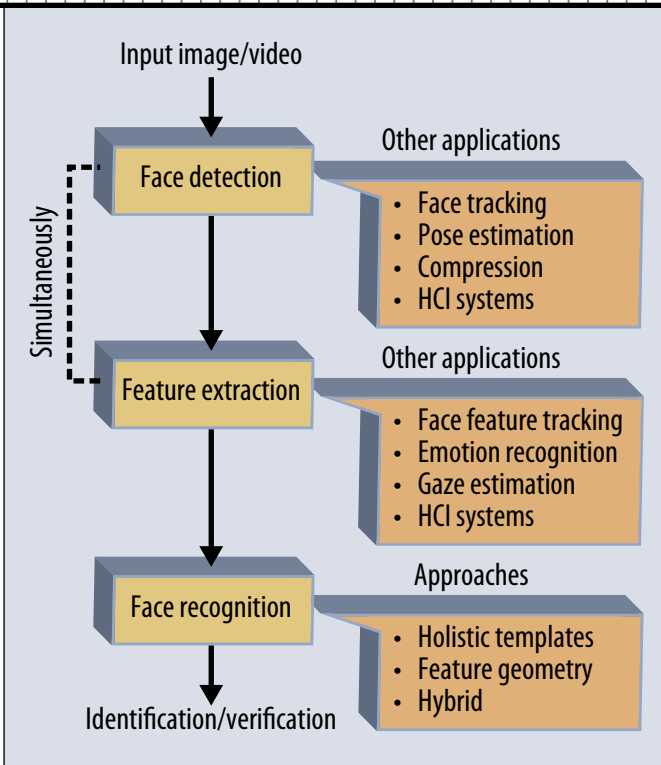 Input image/video
Face detection
Other applications
• Face tracking
• Pose estimation
• Compression
• HCI systems
Simultaneously
Feature extraction
Other applications
• Face feature tracking
• Emotion recognition
• Gaze estimation
• HCI systems
Face recognition
Approaches
• Holistic templates
• Feature geometry
• Hybrid
Identification/verification